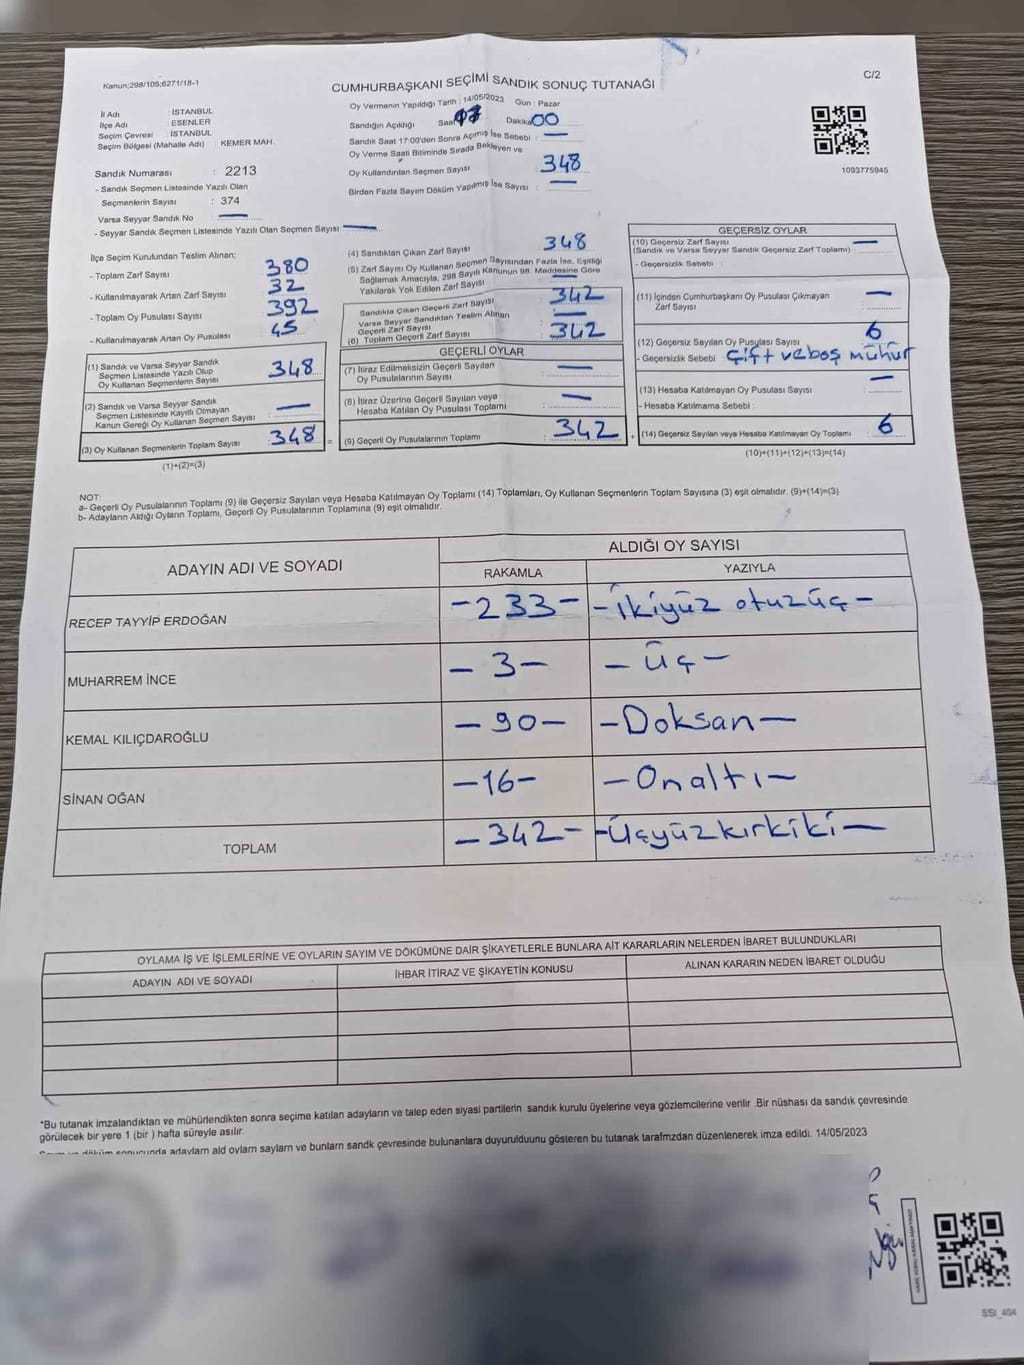 Kanun;298/105;6271/18-1
CUMHURBAŞKANI SEÇİMİ SANDIK SONUÇ TUTANAĞI
C/2
İl Adı : İSTANBUL
İlçe Adı : ESENLER
Seçim Çevresi : İSTANBUL
Seçim Bölgesi (Mahalle Adı) : KEMER MAH.
Sandık Numarası : 2213
- Sandık Seçmen Listesinde Yazılı Olan
Seçmenlerin Sayısı : 374
Varsa Seyyar Sandık No : —
- Seyyar Sandık Seçmen Listesinde Yazılı Olan Seçmen Sayısı : —
Oy Vermenin Yapıldığı Tarih : 14/05/2023 Gün : Pazar
Sandığın Açıldığı Saat Dakika 00
Sandık Saat 17:00'den Sonra Açımış İse Sebebi : —
Oy Verme Saati Bitiminde Sırada Bekleyen ve
Oy Kullandırılan Seçmen Sayısı : 348
Birden Fazla Sayım Döküm Yapılmış İse Sayısı : —
1093775945
İlçe Seçim Kurulundan Teslim Alınan;
- Toplam Zarf Sayısı : 380
- Kullanılmayarak Artan Zarf Sayısı : 32
- Toplam Oy Pusulası Sayısı : 392
- Kullanılmayarak Artan Oy Pusulası : 45
(1) Sandık ve Varsa Seyyar Sandık
Seçmen Listesinde Yazılı Olup
Oy Kullanan Seçmenlerin Sayısı : 348
(2) Sandık ve Varsa Seyyar Sandık
Seçmen Listesinde Kayıtlı Olmayan
Kanun Gereği Oy Kullanan Seçmen Sayısı : —
(3) Oy Kullanan Seçmenlerin Toplam Sayısı : 348 =
(1)+(2)=(3)
(4) Sandıktan Çıkan Zarf Sayısı : 348
(5) Zarf Sayısı Oy Kullanan Seçmen Sayısından Fazla İse, Eşitliği
Sağlamak Amacıyla, 298 Sayılı Kanunun 98. Maddesine Göre
Yakılarak Yok Edilen Zarf Sayısı : —
Sandıkta Çıkan Geçerli Zarf Sayısı : 342
Varsa Seyyar Sandıktan Teslim Alınan
Geçerli Zarf Sayısı : —
(6) Toplam Geçerli Zarf Sayısı : 342
GEÇERLİ OYLAR
(7) İtiraz Edilmeksizin Geçerli Sayılan
Oy Pusulalarının Sayısı : —
(8) İtiraz Üzerine Geçerli Sayılan veya
Hesaba Katılan Oy Pusulası Toplamı : —
(9) Geçerli Oy Pusulalarının Toplamı : 342 +
GEÇERSİZ OYLAR
(10) Geçersiz Zarf Sayısı : —
(Sandık ve Varsa Seyyar Sandık Geçersiz Zarf Toplamı)
- Geçersizlik Sebebi :
(11) İçinden Cumhurbaşkanı Oy Pusulası Çıkmayan
Zarf Sayısı : —
(12) Geçersiz Sayılan Oy Pusulası Sayısı : 6
- Geçersizlik Sebebi : çift ve boş mühür
(13) Hesaba Katılmayan Oy Pusulası Sayısı : —
- Hesaba Katılmama Sebebi :
(14) Geçersiz Sayılan veya Hesaba Katılmayan Oy Toplamı : 6
(10)+(11)+(12)+(13)=(14)
NOT:
a- Geçerli Oy Pusulalarının Toplamı (9) ile Geçersiz Sayılan veya Hesaba Katılmayan Oy Toplamı (14) Toplamları, Oy Kullanan Seçmenlerin Toplam Sayısına (3) eşit olmalıdır. (9)+(14)=(3)
b- Adayların Aldığı Oyların Toplamı, Geçerli Oy Pusulalarının Toplamına (9) eşit olmalıdır.
ADAYIN ADI VE SOYADI
ALDIĞI OY SAYISI
RAKAMLA YAZIYLA
RECEP TAYYİP ERDOĞAN -233- -İkiyüz otuzüç-
MUHARREM İNCE -3- -Üç-
KEMAL KILIÇDAROĞLU -90- -Doksan-
SİNAN OĞAN -16- -Onaltı-
TOPLAM -342- -Üçyüzkırkiki-
OYLAMA İŞ VE İŞLEMLERİNE VE OYLARIN SAYIM VE DÖKÜMÜNE DAİR ŞİKAYETLERLE BUNLARA AİT KARARLARIN NELERDEN İBARET BULUNDUKLARI
ADAYIN ADI VE SOYADI İHBAR İTİRAZ VE ŞİKAYETİN KONUSU ALINAN KARARIN NEDEN İBARET OLDUĞU
*Bu tutanak imzalandıktan ve mühürlendikten sonra seçime katılan adayların ve talep eden siyasi partilerin sandık kurulu üyelerine veya gözlemcilerine verilir .Bir nüshası da sandık çevresinde
görülecek bir yere 1 (bir ) hafta süreyle asılır.
sonucunda adayların ald oyların sayların ve bunların sandk çevresinde bulunanlara duyurulduunu gösteren bu tutanak tarafmzdan düzenlenerek imza edildi. 14/05/2023
SSI_404